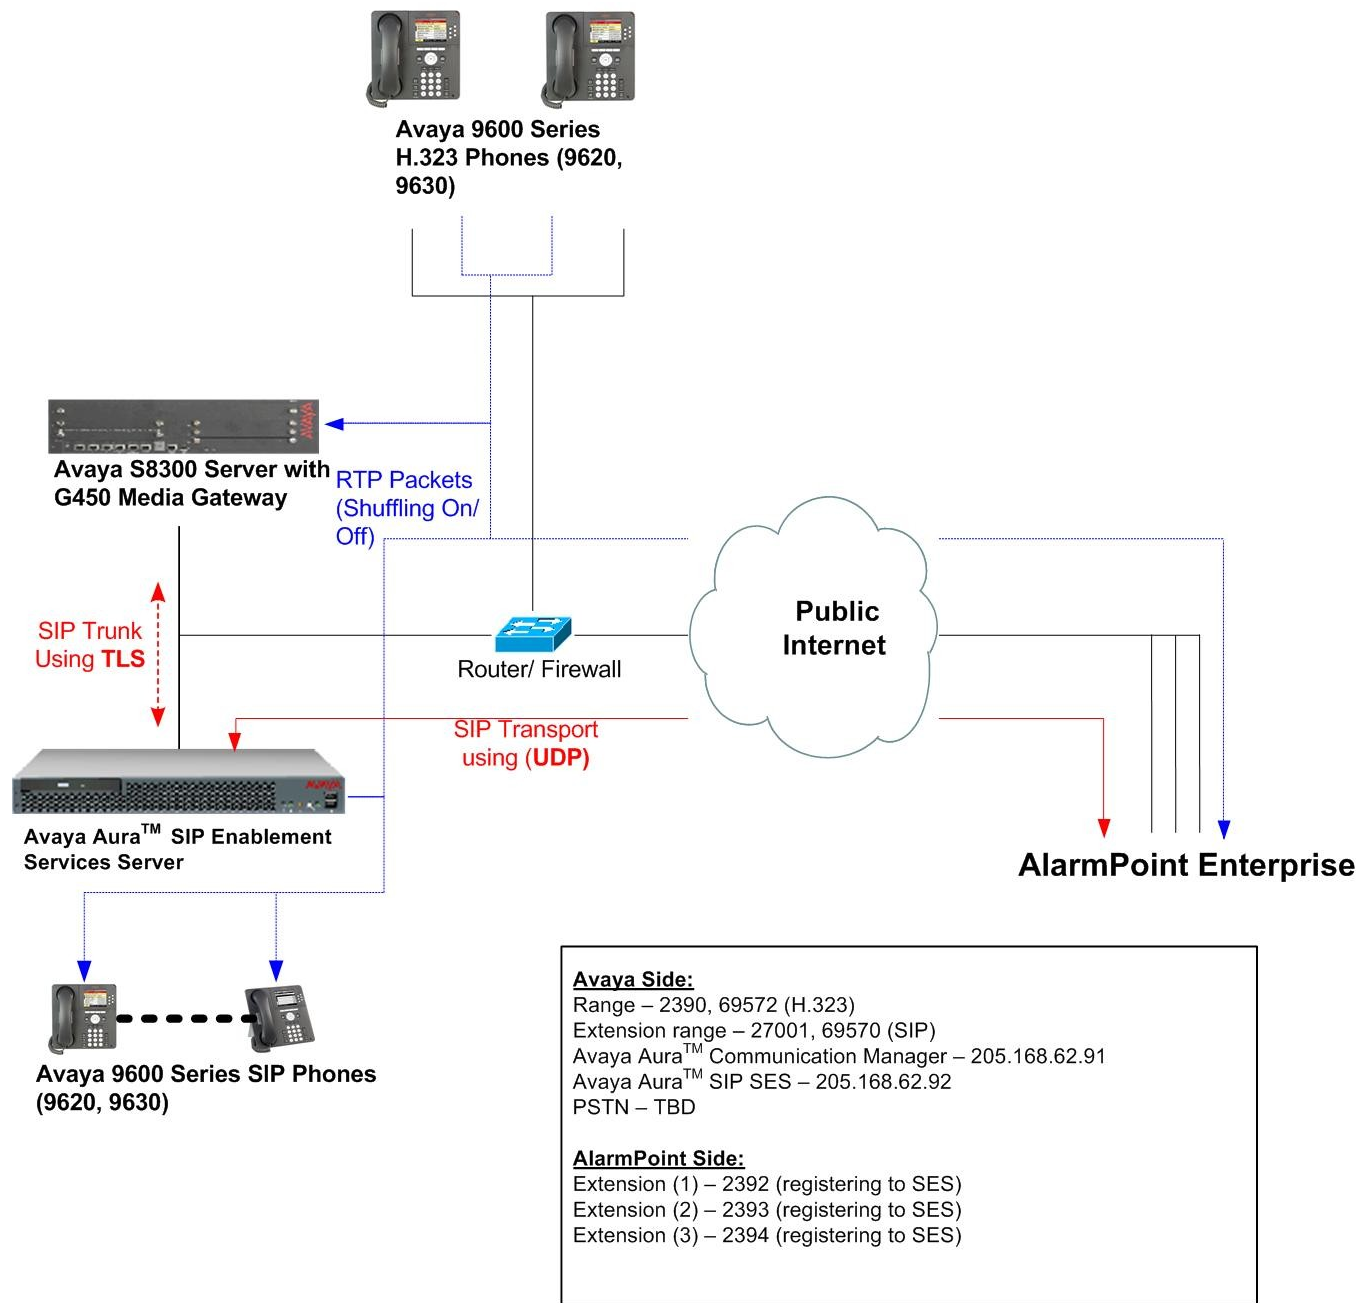 Avaya 9600 Series
H.323 Phones (9620,
9630)
AVAYA
Avaya S8300 Server with
G450 Media Gateway
RTP Packets
(Shuffling On/
Off)
SIP Trunk
Using TLS
Router/ Firewall
Public
Internet
SIP Transport
using (UDP)
AVAYA
Avaya Aura™ SIP Enablement
Services Server
AlarmPoint Enterprise
Avaya 9600 Series SIP Phones
(9620, 9630)
Avaya Side:
Range – 2390, 69572 (H.323)
Extension range – 27001, 69570 (SIP)
Avaya Aura™ Communication Manager – 205.168.62.91
Avaya Aura™ SIP SES – 205.168.62.92
PSTN – TBD
AlarmPoint Side:
Extension (1) – 2392 (registering to SES)
Extension (2) – 2393 (registering to SES)
Extension (3) – 2394 (registering to SES)